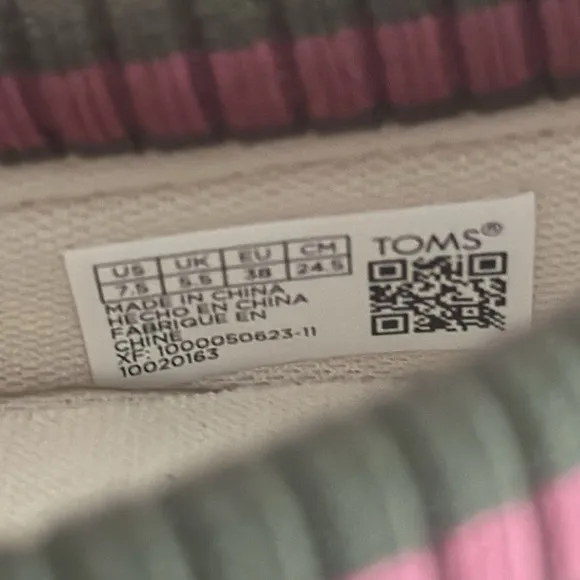 US UK EU CM
7.5 5.5 38 24.5
TOMS®
MADE IN CHINA
HECHO EN CHINA
FABRIQUE EN
CHINE
XF: 1000050623-11
10020163